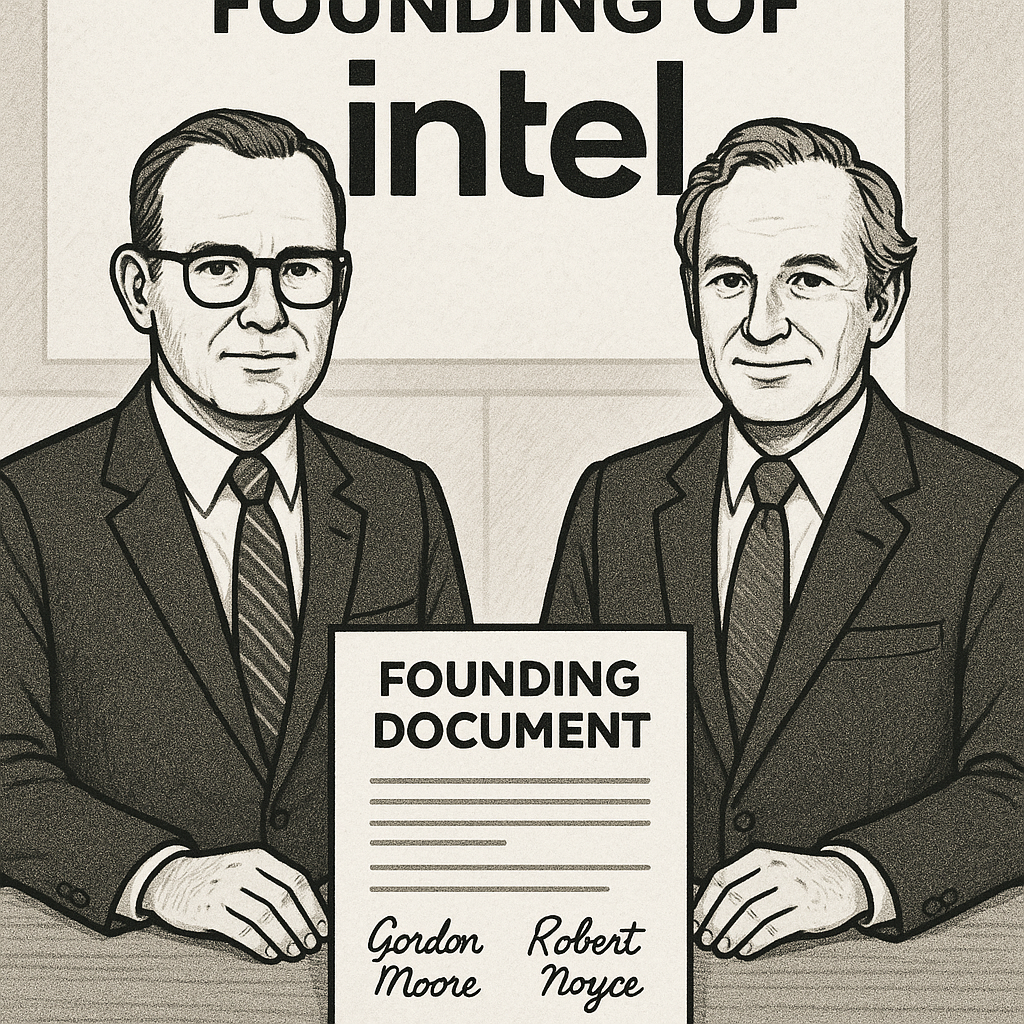 FOUNDING OF
intel
FOUNDING
DOCUMENT
Gordon Robert
Moore Noyce